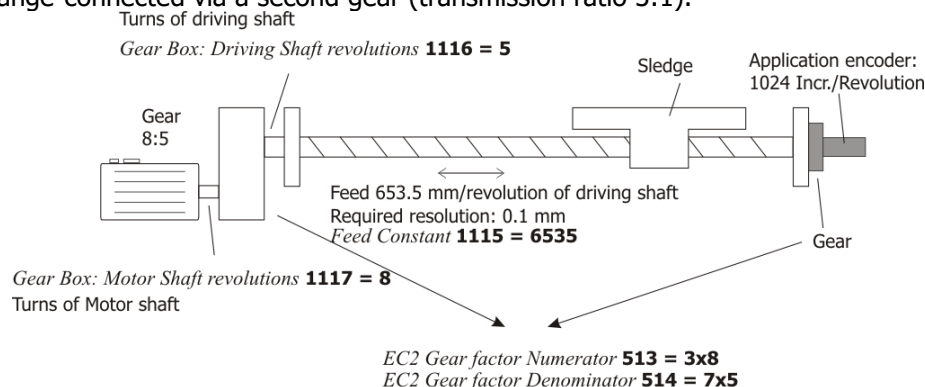 ange connected via a second gear (transmission ratio 3:1).
Turns of driving shaft
Gear Box: Driving Shaft revolutions 1116 = 5
Application encoder:
1024 Incr./Revolution
Sledge
Gear
8:5
Feed 653.5 mm/revolution of driving shaft
Required resolution: 0.1 mm
Feed Constant 1115 = 6535
Gear
Gear Box: Motor Shaft revolutions 1117 = 8
Turns of Motor shaft
EC2 Gear factor Numerator 513 = 3x8
EC2 Gear factor Denominator 514 = 7x5